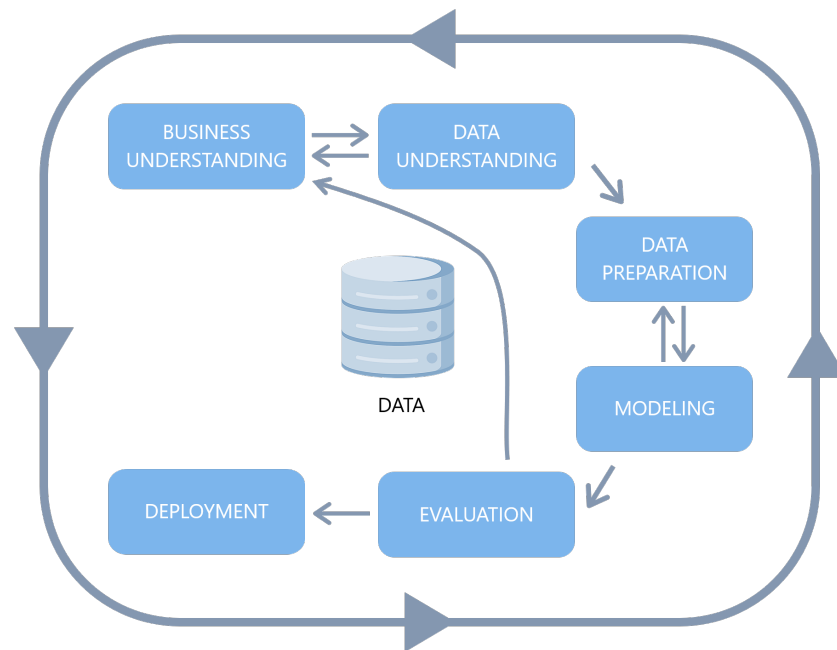 BUSINESS
UNDERSTANDING
DATA
UNDERSTANDING
DATA
PREPARATION
MODELING
DATA
DEPLOYMENT
EVALUATION